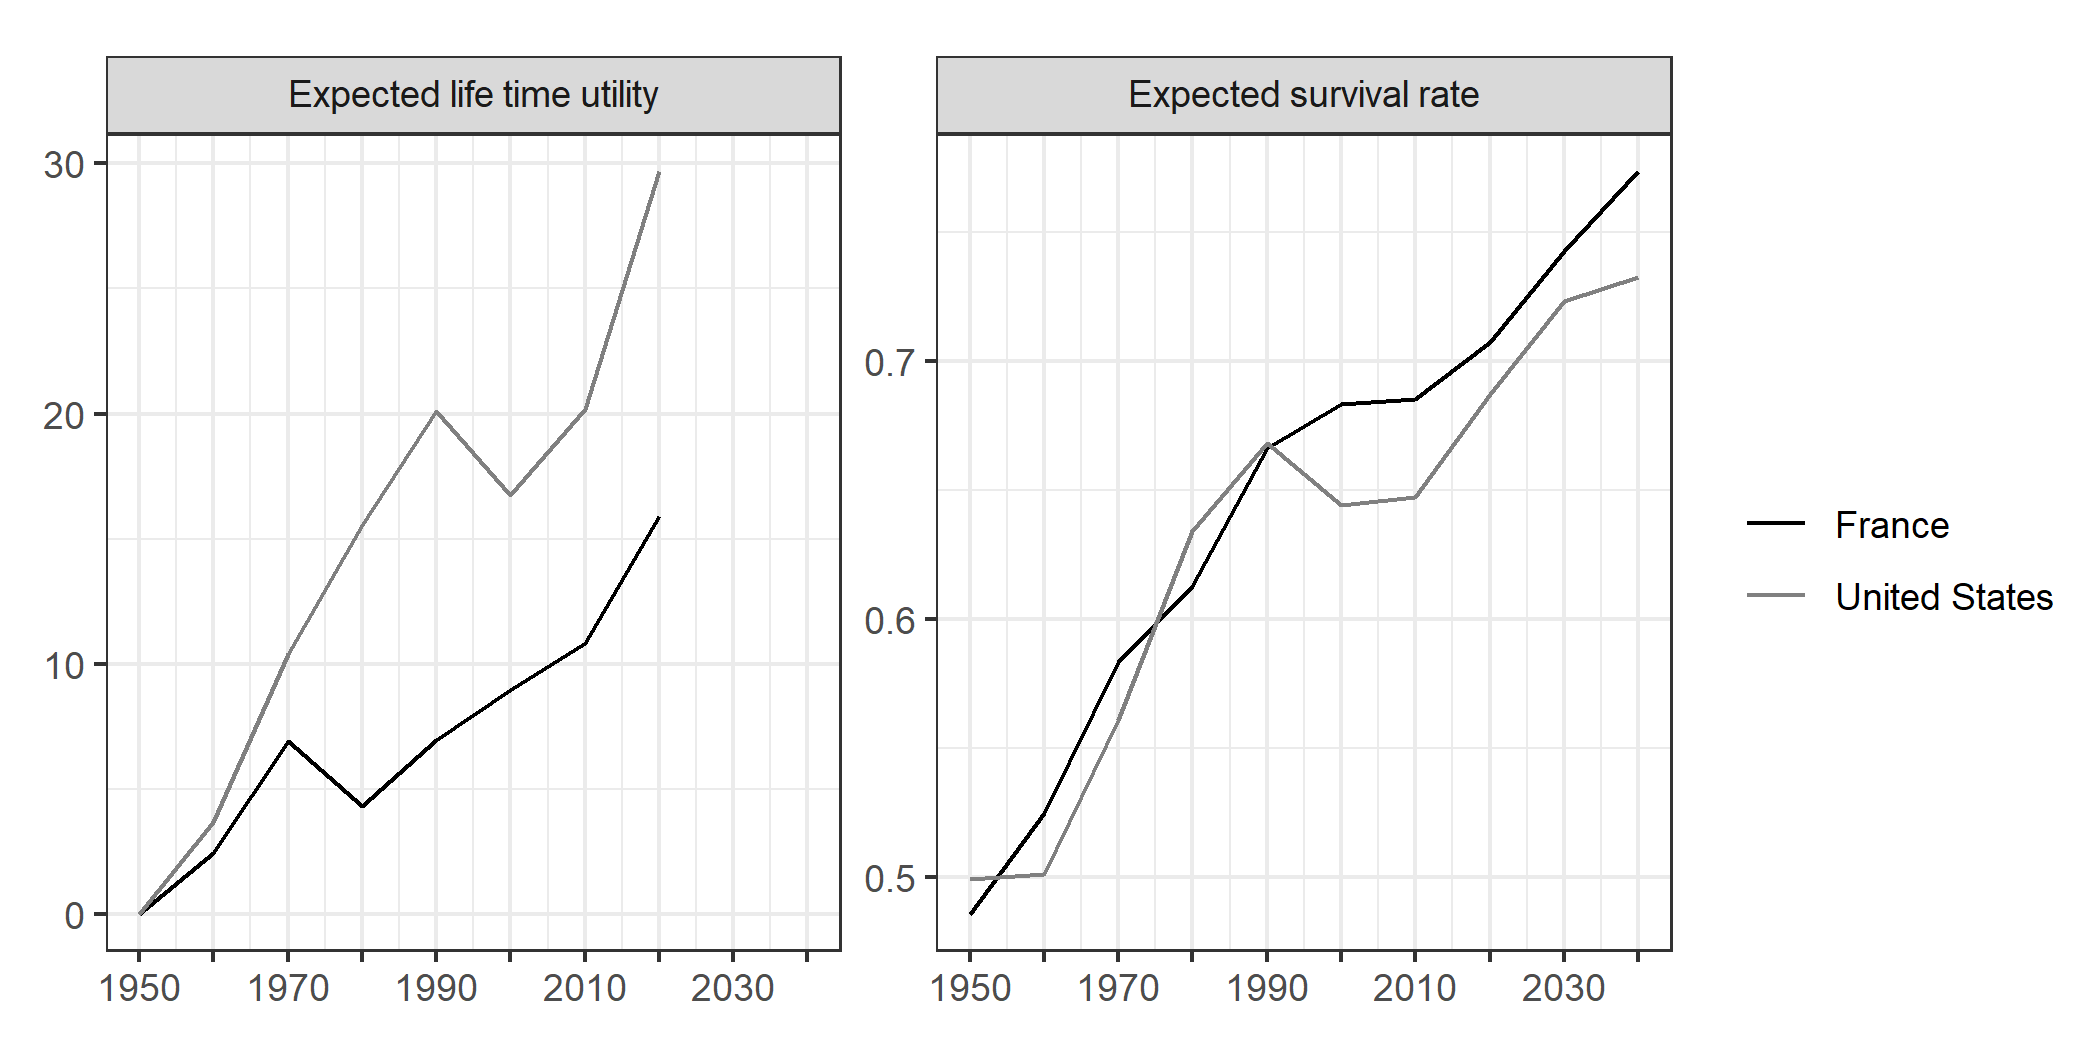 Expected life time utility
30
20
10
0
1950 1970 1990 2010 2030
Expected survival rate
0.7
0.6
0.5
1950 1970 1990 2010 2030
France
United States